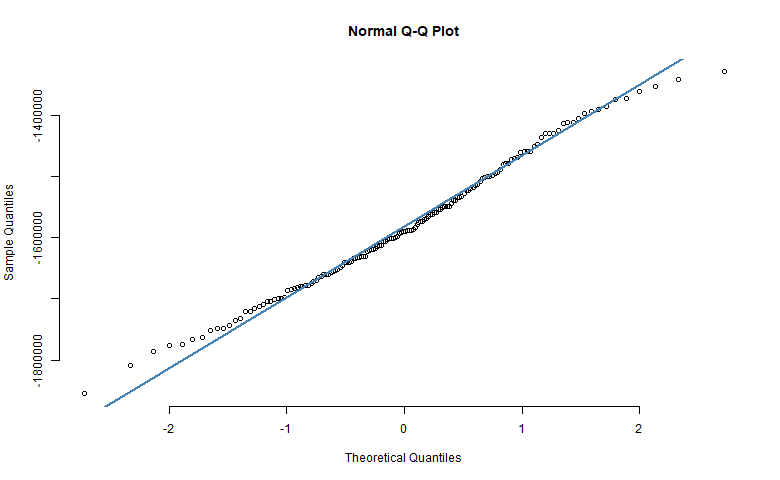 Normal Q-Q Plot
-1400000
-1600000
-1800000
Sample Quantiles
-2 -1 0 1 2
Theoretical Quantiles